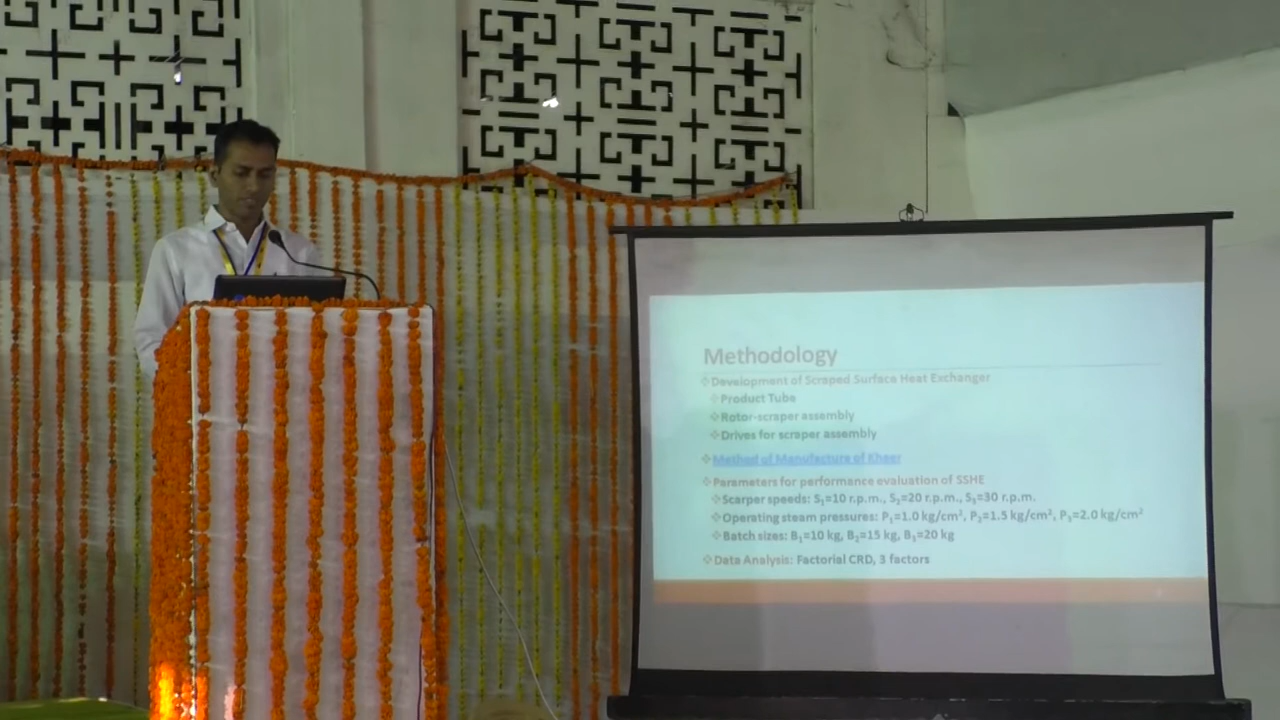 Methodology
Development of Scraped Surface Heat Exchanger
Product Tube
Rotor-scraper assembly
Drives for scraper assembly
Method of Manufacture of Kheer
Parameters for performance evaluation of SSHE
Scarper speeds: S₁=10 r.p.m., S₂=20 r.p.m., S₃=30 r.p.m.
Operating steam pressures: P₁=1.0 kg/cm², P₂=1.5 kg/cm², P₃=2.0 kg/cm²
Batch sizes: B₁=10 kg, B₂=15 kg, B₃=20 kg
Data Analysis: Factorial CRD, 3 factors